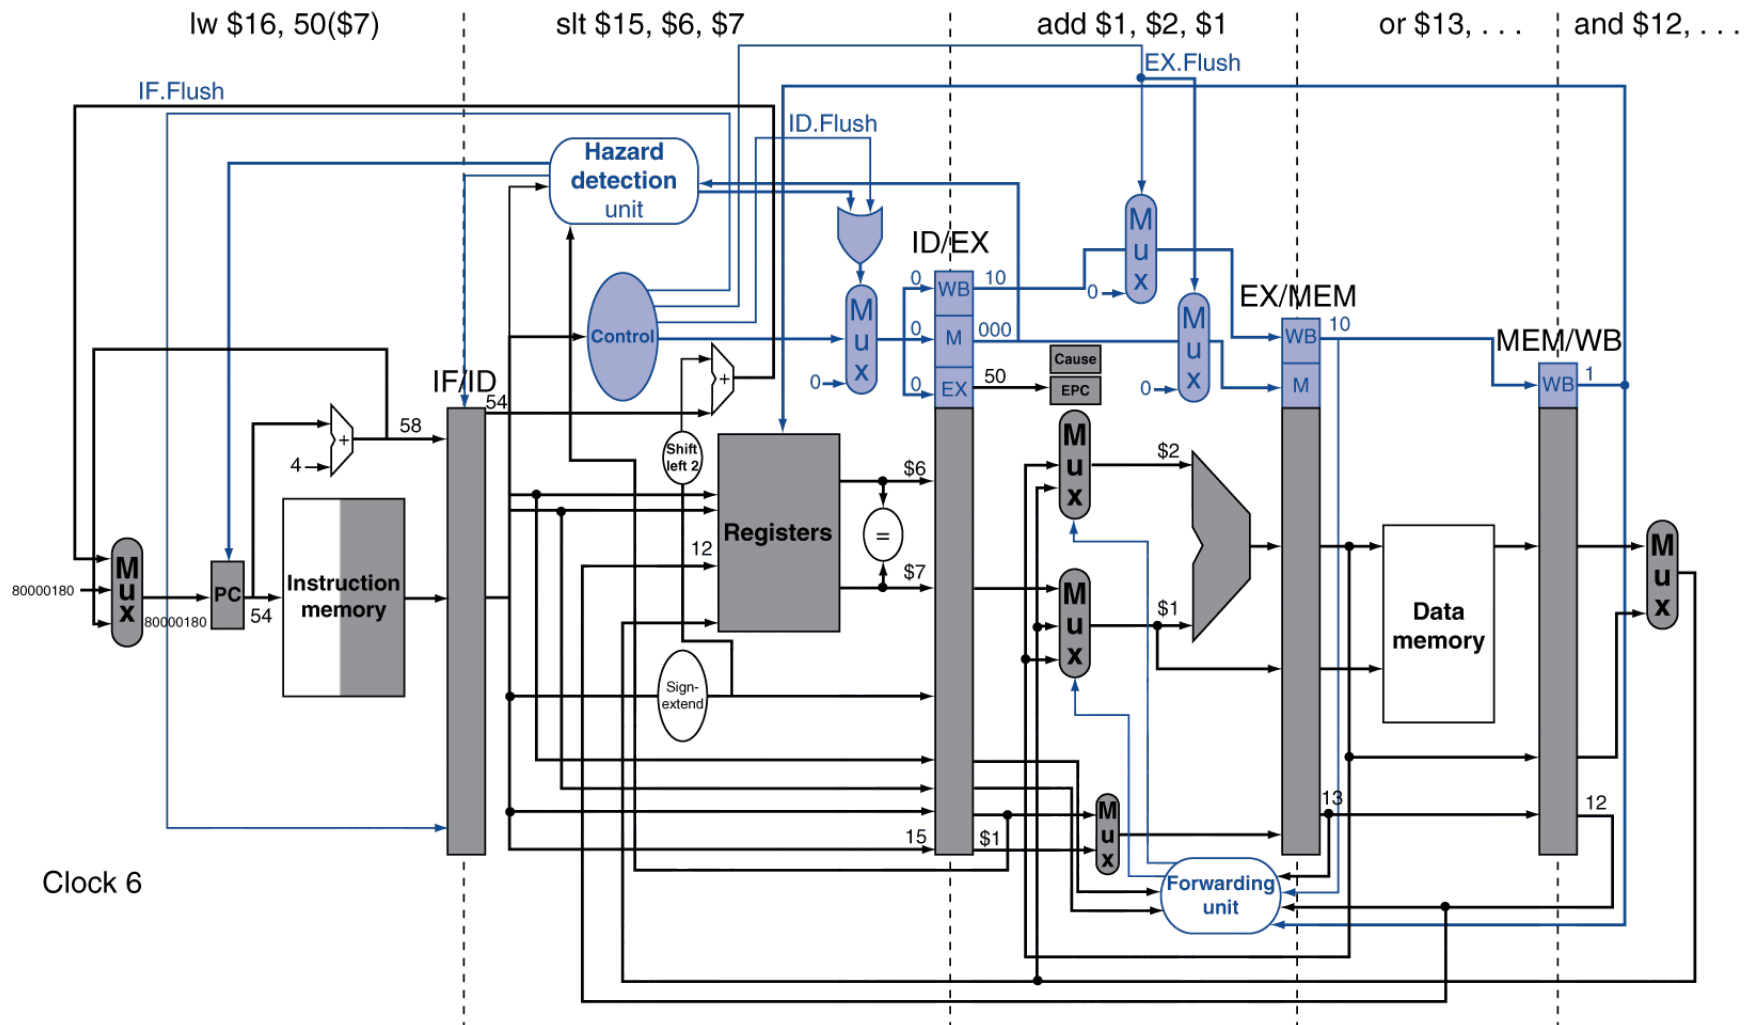 lw $16, 50($7)
slt $15, $6, $7
add $1, $2, $1
or $13, . . .
and $12, . . .
EX.Flush
IF.Flush
ID.Flush
Hazard
detection
unit
M
u
x
ID/EX
0
WB
10
0
EX/MEM
Control
M
u
x
0
M
000
M
u
x
WB
10
MEM/WB
Cause
0
0
EX
50
EPC
0
M
WB
1
+
IF/ID
54
58
+
4
Shift
left 2
M
u
x
$2
$6
Registers
=
12
$7
M
u
x
80000180
M
u
x
80000180
PC
54
Instruction
memory
M
u
x
$1
Data
memory
Sign-
extend
M
u
x
13
12
15
$1
Clock 6
Forwarding
unit